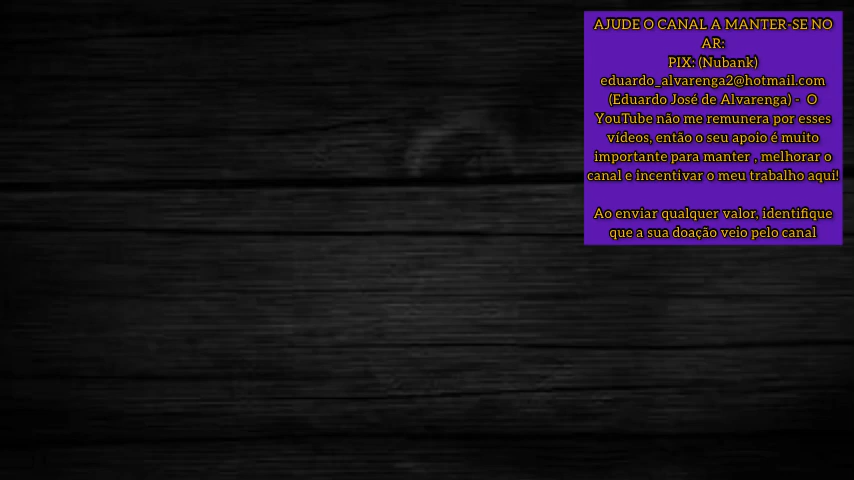 AJUDE O CANAL A MANTER-SE NO
AR:
PIX: (Nubank)
eduardo_alvarenga2@hotmail.com
(Eduardo José de Alvarenga) - O
YouTube não me remunera por esses
vídeos, então o seu apoio é muito
importante para manter , melhorar o
canal e incentivar o meu trabalho aqui!
Ao enviar qualquer valor, identifique
que a sua doação veio pelo canal